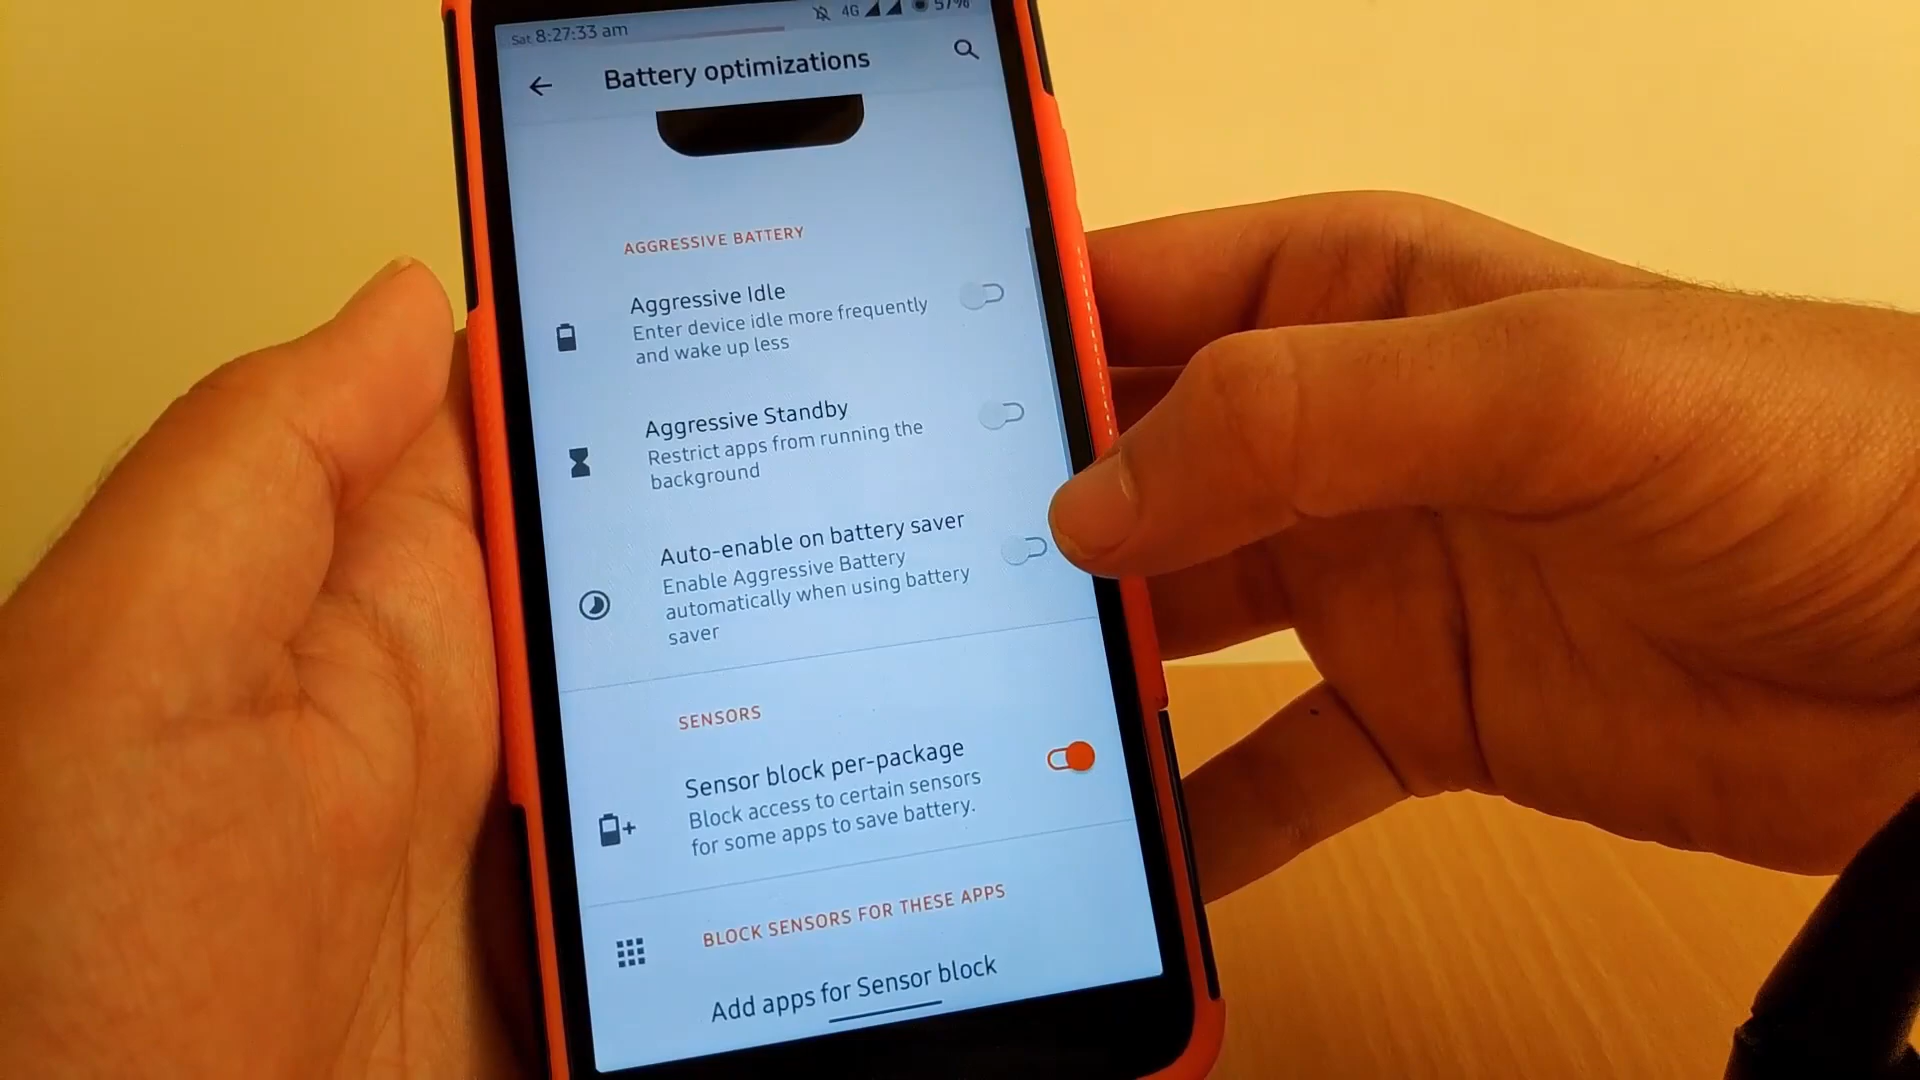 Sat 8:27:33 am 4G 57%
Battery optimizations
AGGRESSIVE BATTERY
Aggressive Idle
Enter device idle more frequently
and wake up less
Aggressive Standby
Restrict apps from running the
background
Auto-enable on battery saver
Enable Aggressive Battery
automatically when using battery
saver
SENSORS
Sensor block per-package
Block access to certain sensors
for some apps to save battery.
BLOCK SENSORS FOR THESE APPS
Add apps for Sensor block